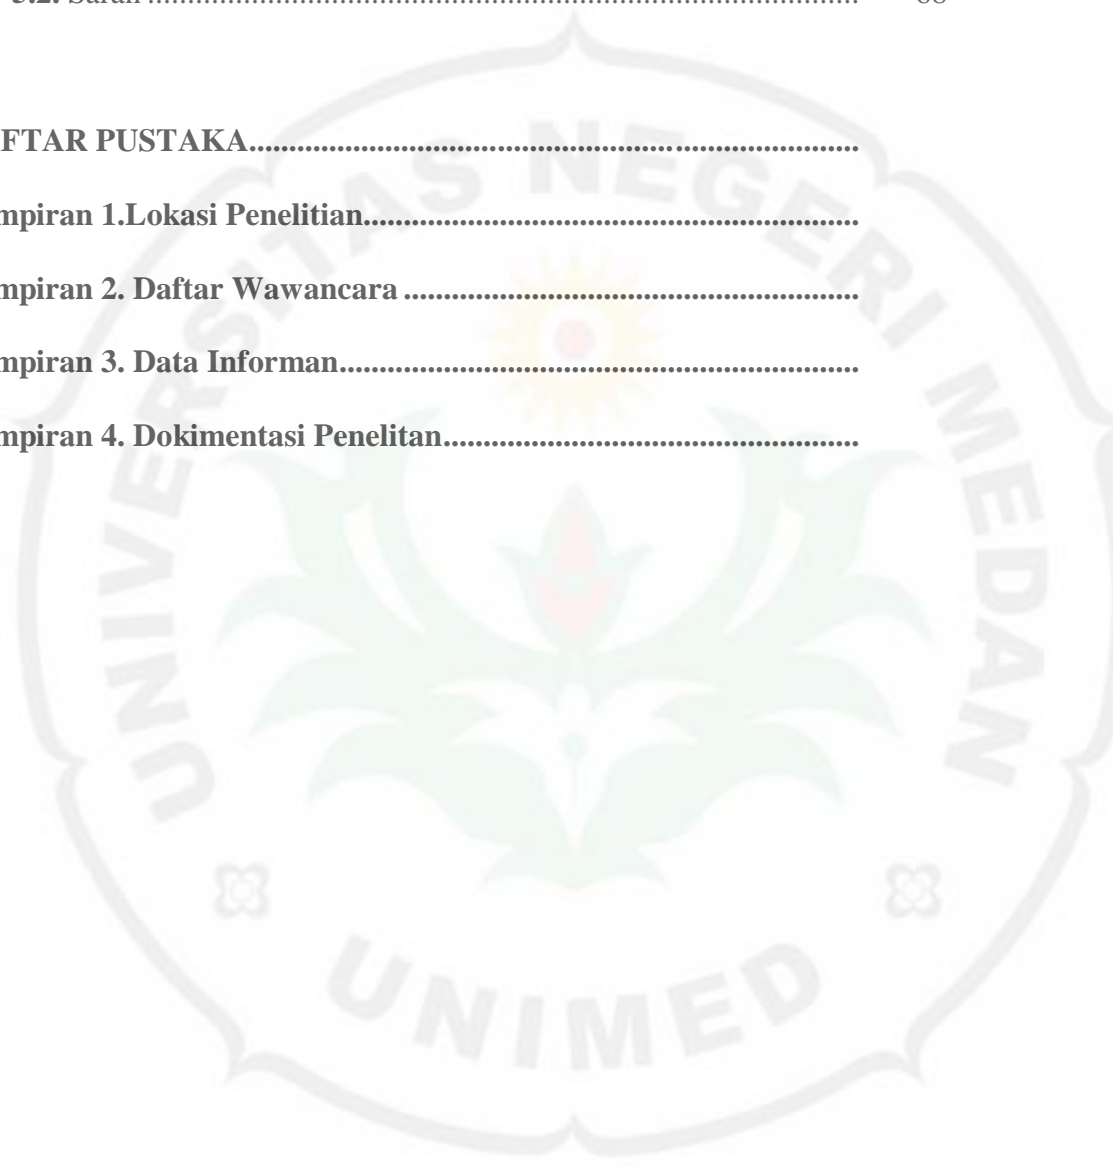 FTAR PUSTAKA
mpiran 1.Lokasi Penelitian
mpiran 2. Daftar Wawancara
mpiran 3. Data Informan
mpiran 4. Dokimentasi Penelitan
UNIVERSITAS NEGERI MEDAN
UNIMED